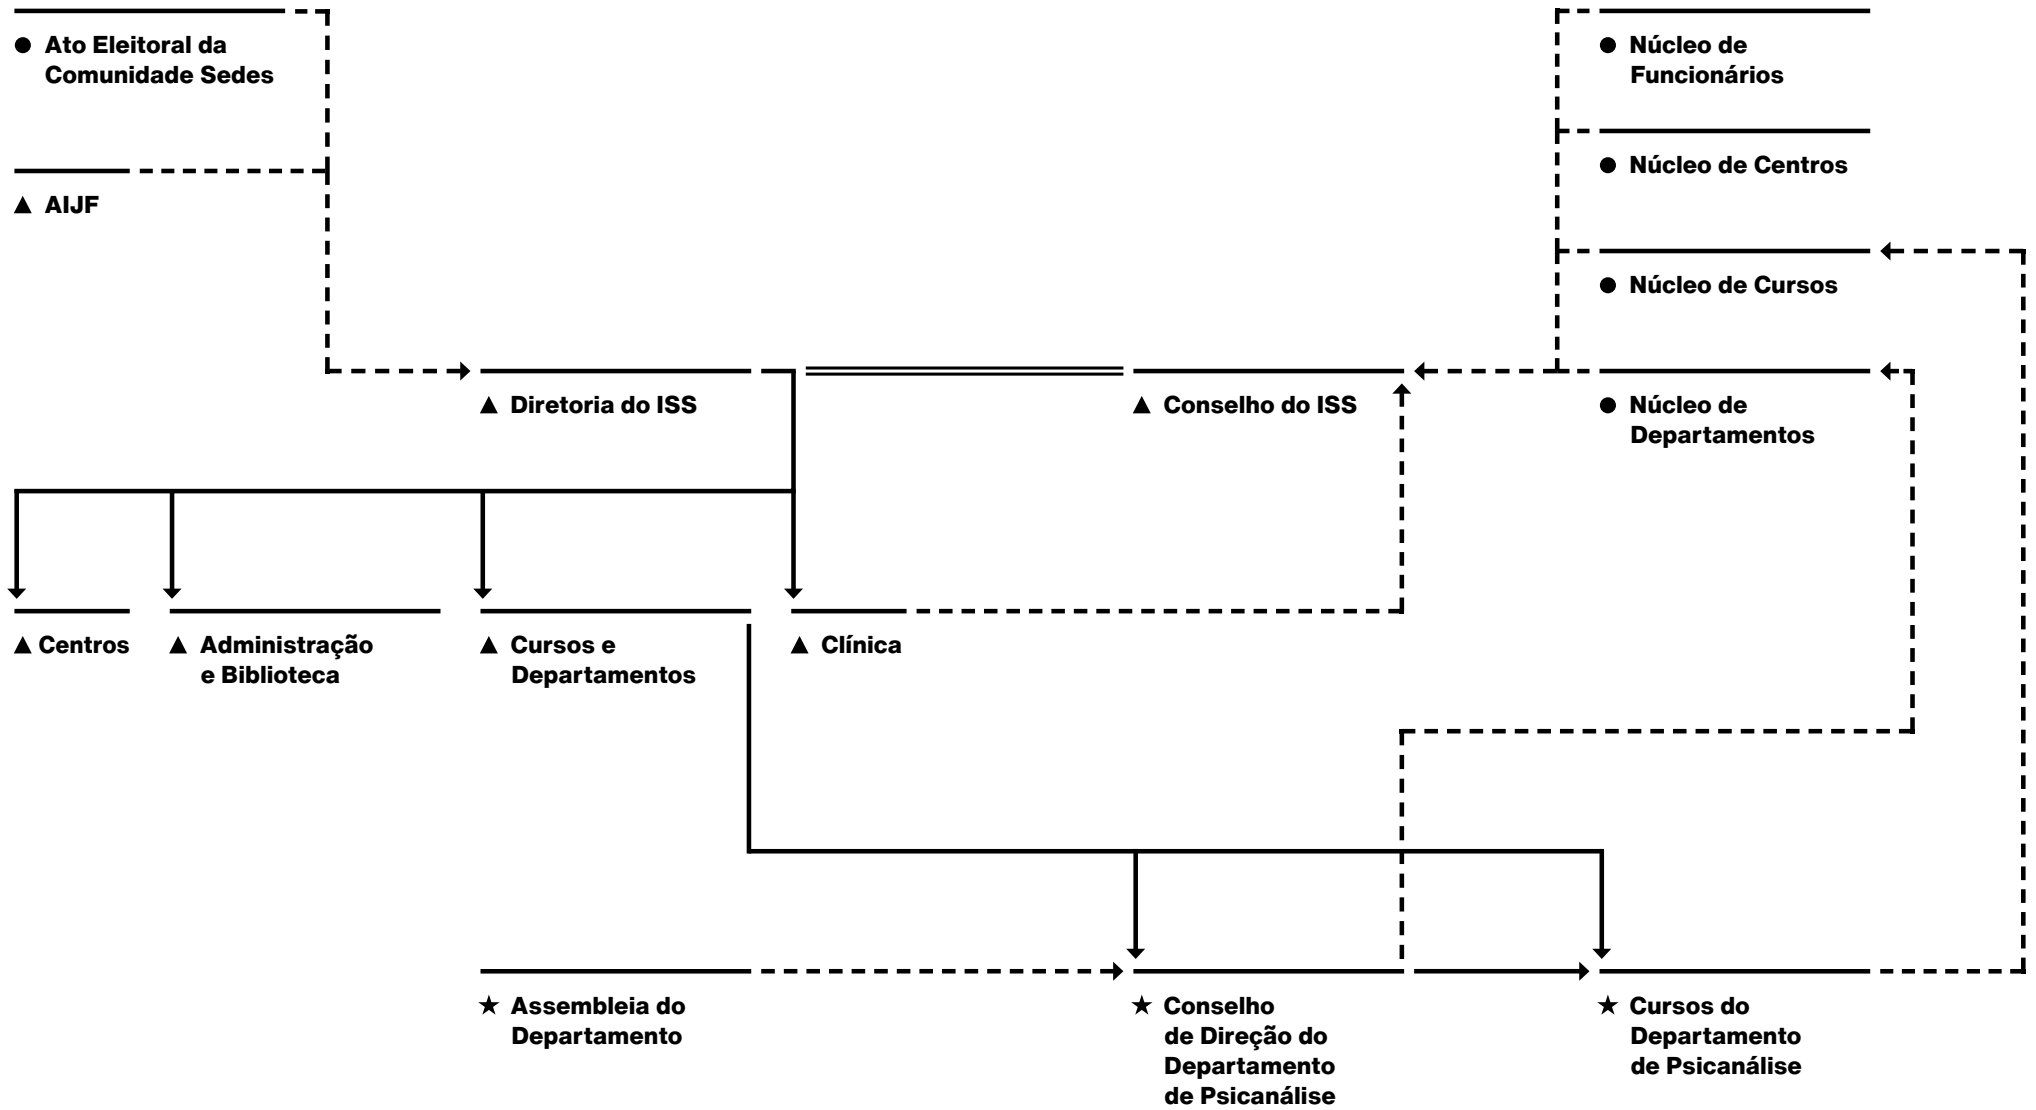 ● Ato Eleitoral da
Comunidade Sedes
▲ AIJF
● Núcleo de
Funcionários
● Núcleo de Centros
● Núcleo de Cursos
▲ Diretoria do ISS
▲ Conselho do ISS
● Núcleo de
Departamentos
▲ Centros
▲ Administração
e Biblioteca
▲ Cursos e
Departamentos
▲ Clínica
★ Assembleia do
Departamento
★ Conselho
de Direção do
Departamento
de Psicanálise
★ Cursos do
Departamento
de Psicanálise